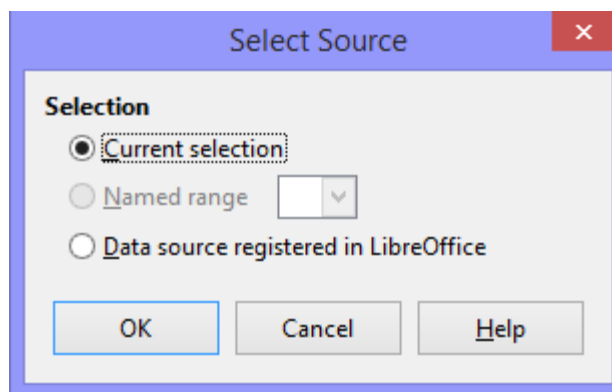 Select Source
Selection
Current selection
Named range
Data source registered in LibreOffice
OK Cancel Help